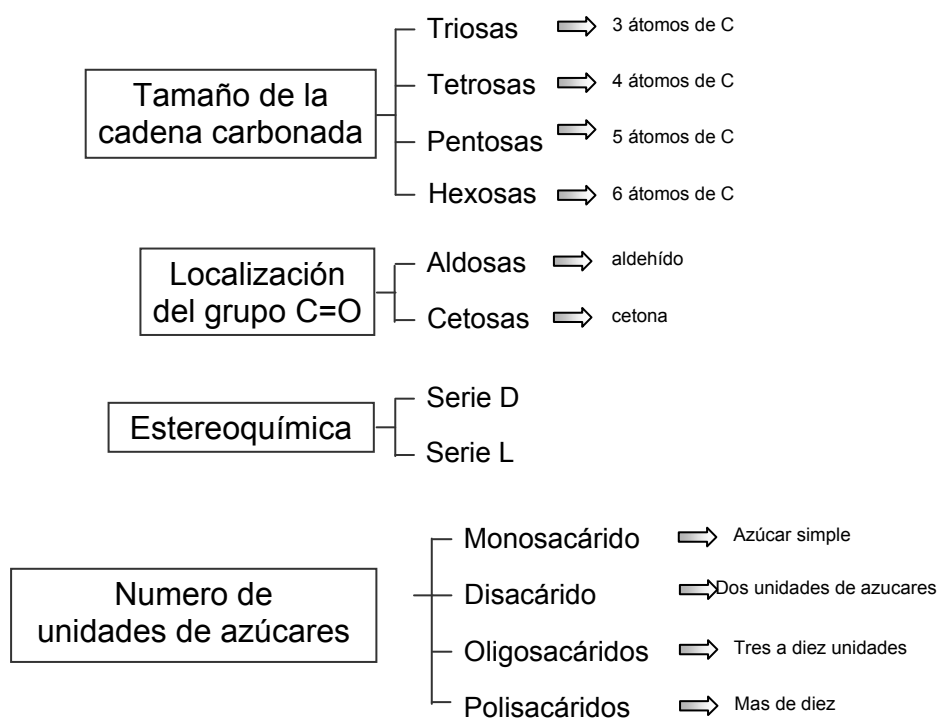 Tamaño de la
cadena carbonada
Triosas 3 átomos de C
Tetrosas 4 átomos de C
Pentosas 5 átomos de C
Hexosas 6 átomos de C
Localización
del grupo C=O
Aldosas aldehído
Cetosas cetona
Estereoquímica
Serie D
Serie L
Numero de
unidades de azúcares
Monosacárido Azúcar simple
Disacárido Dos unidades de azucares
Oligosacáridos Tres a diez unidades
Polisacáridos Mas de diez